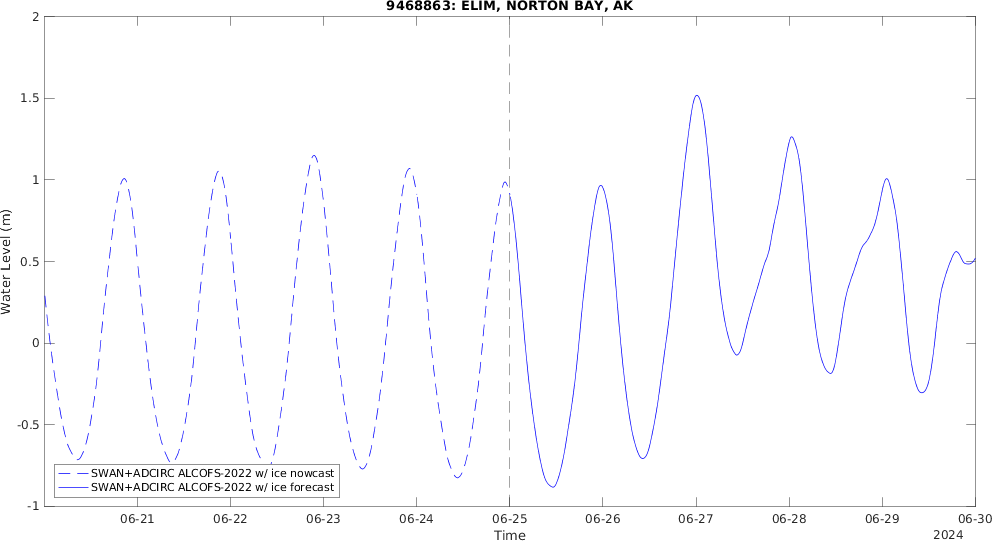 9468863: ELIM, NORTON BAY, AK
2
1.5
1
0.5
0
-0.5
-1
Water Level (m)
SWAN+ADCIRC ALCOFS-2022 w/ ice nowcast
SWAN+ADCIRC ALCOFS-2022 w/ ice forecast
06-21 06-22 06-23 06-24 06-25 06-26 06-27 06-28 06-29 06-30
Time
2024